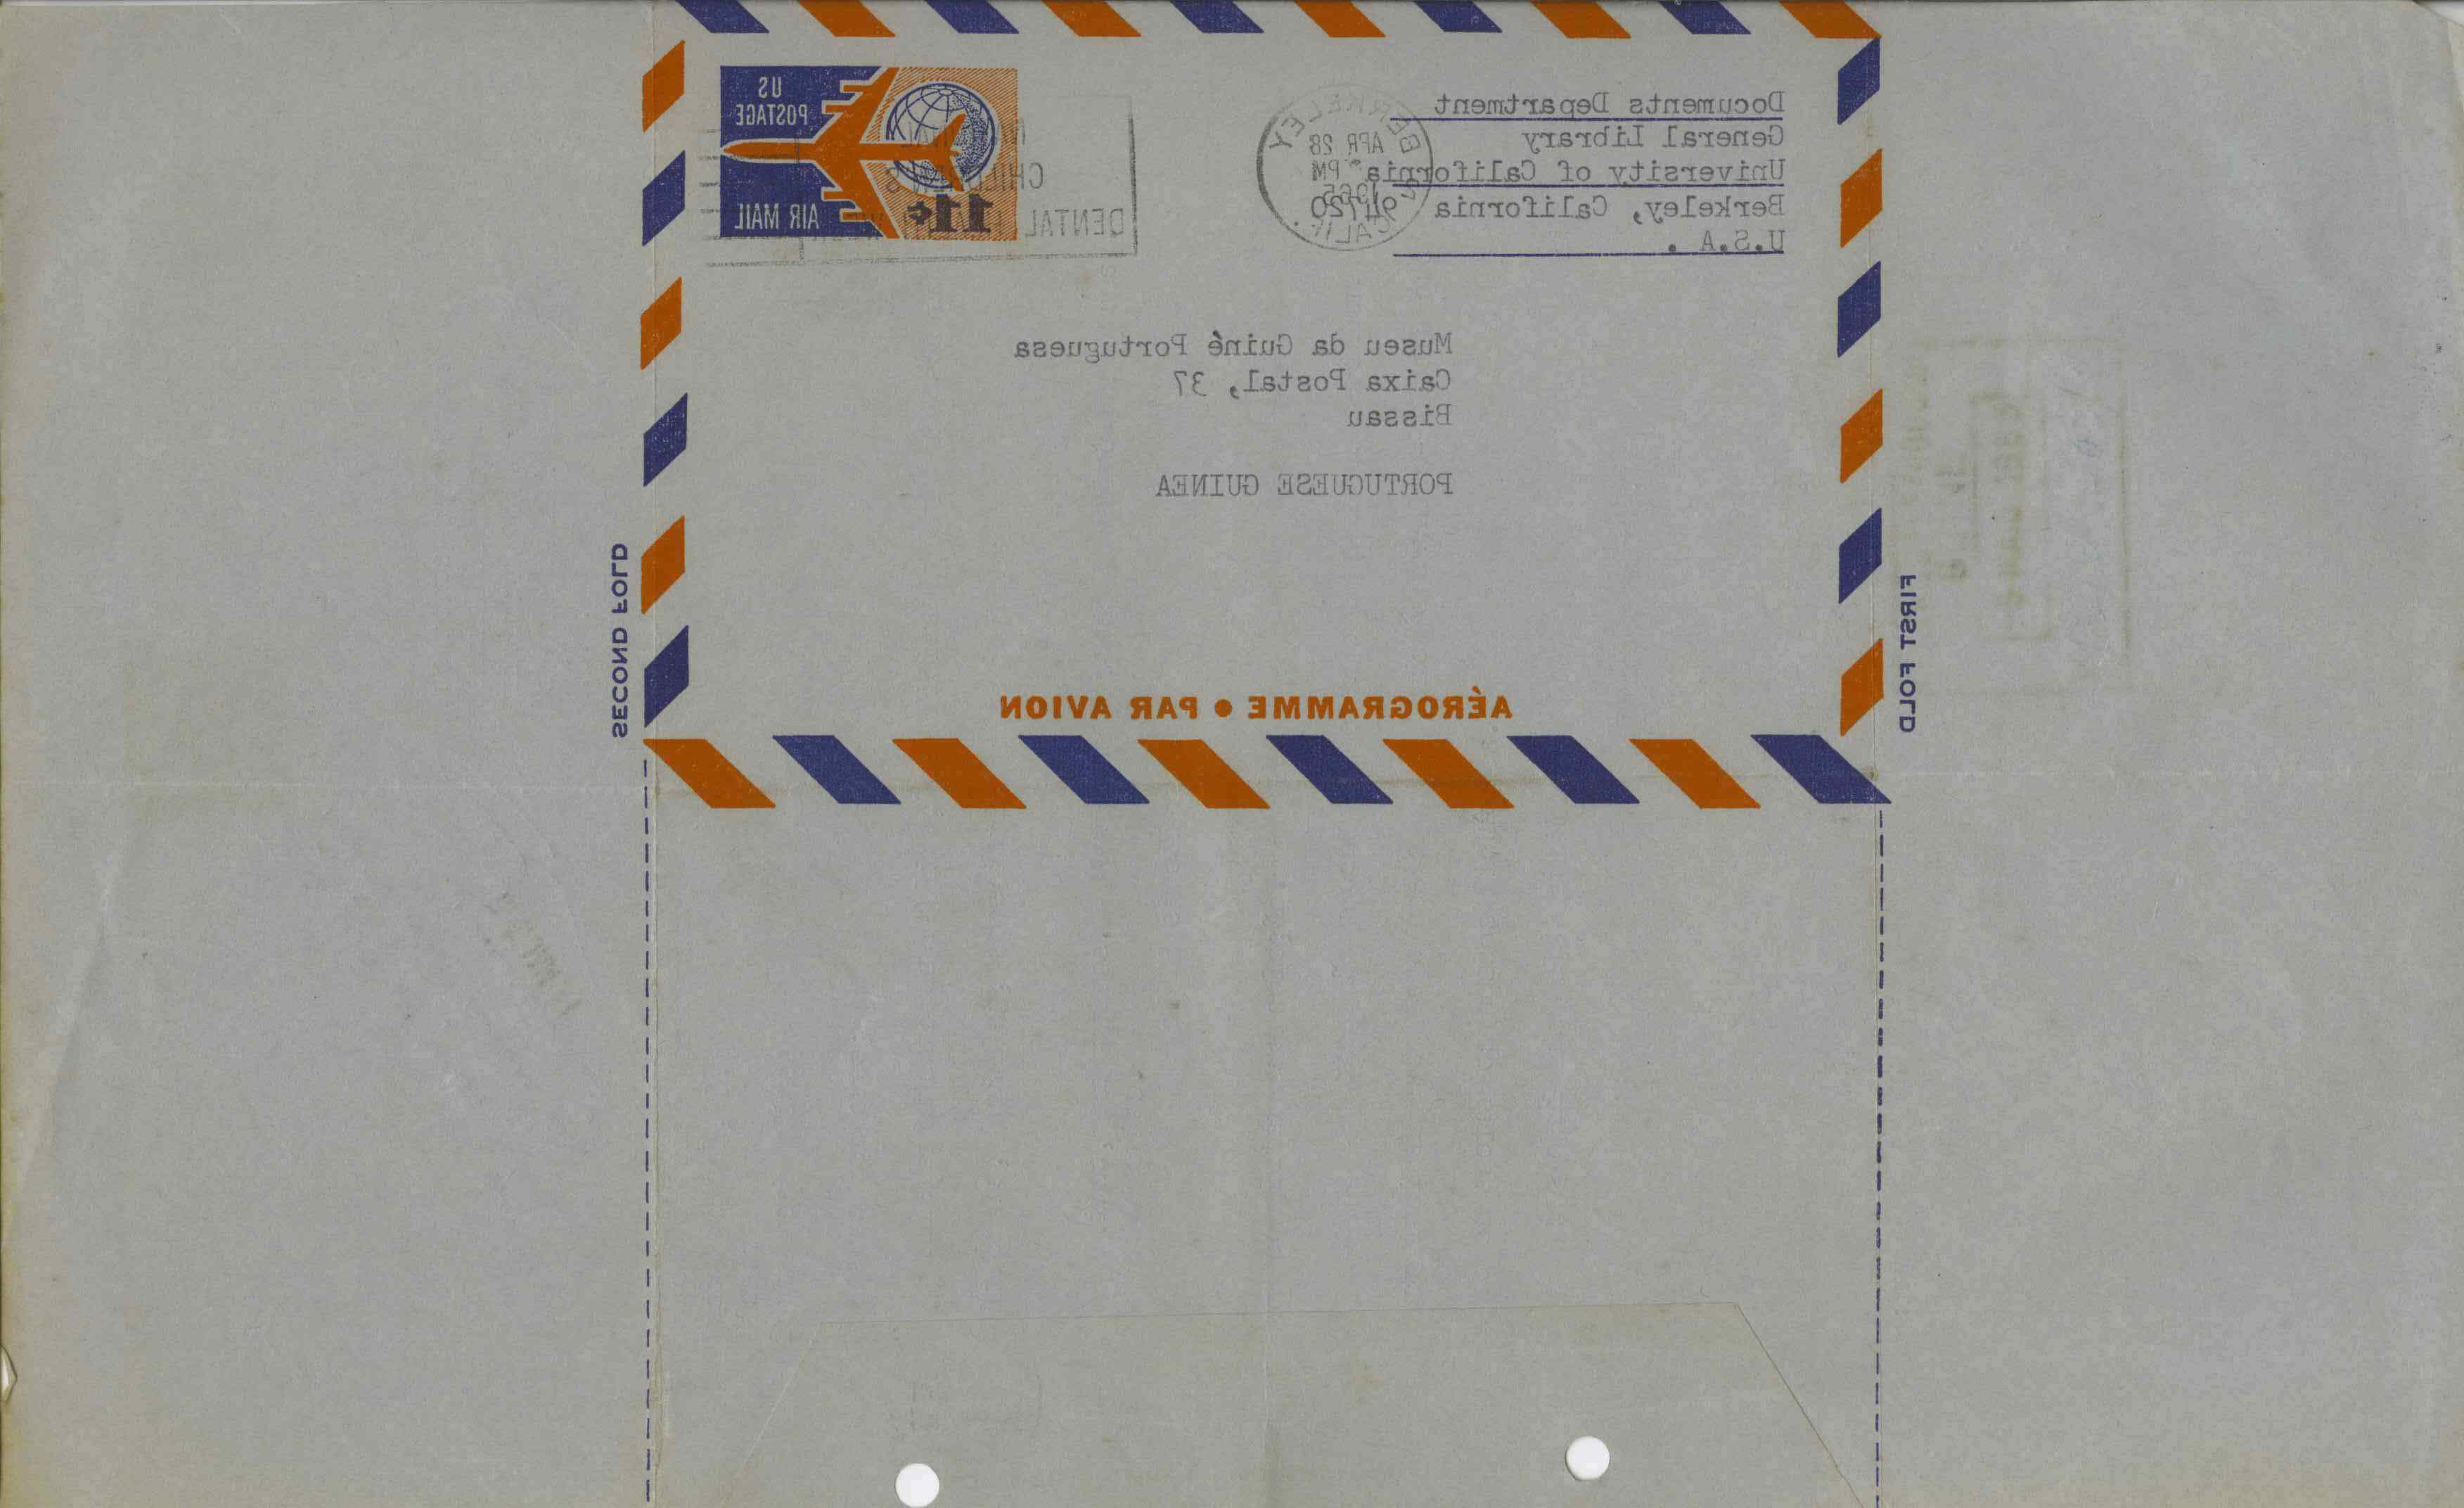 Documents Department
General Library
University of California
Berkeley, California 94720
U.S.A.
BERKELEY
APR 28
PM
1965
CALIF.
CHILDREN'S
DENTAL
US
POSTAGE
AIR MAIL
11¢
Museu da Guiné Portuguesa
Caixa Postal, 37
Bissau
PORTUGUESE GUINEA
AÉROGRAMME • PAR AVION
SECOND FOLD
FIRST FOLD